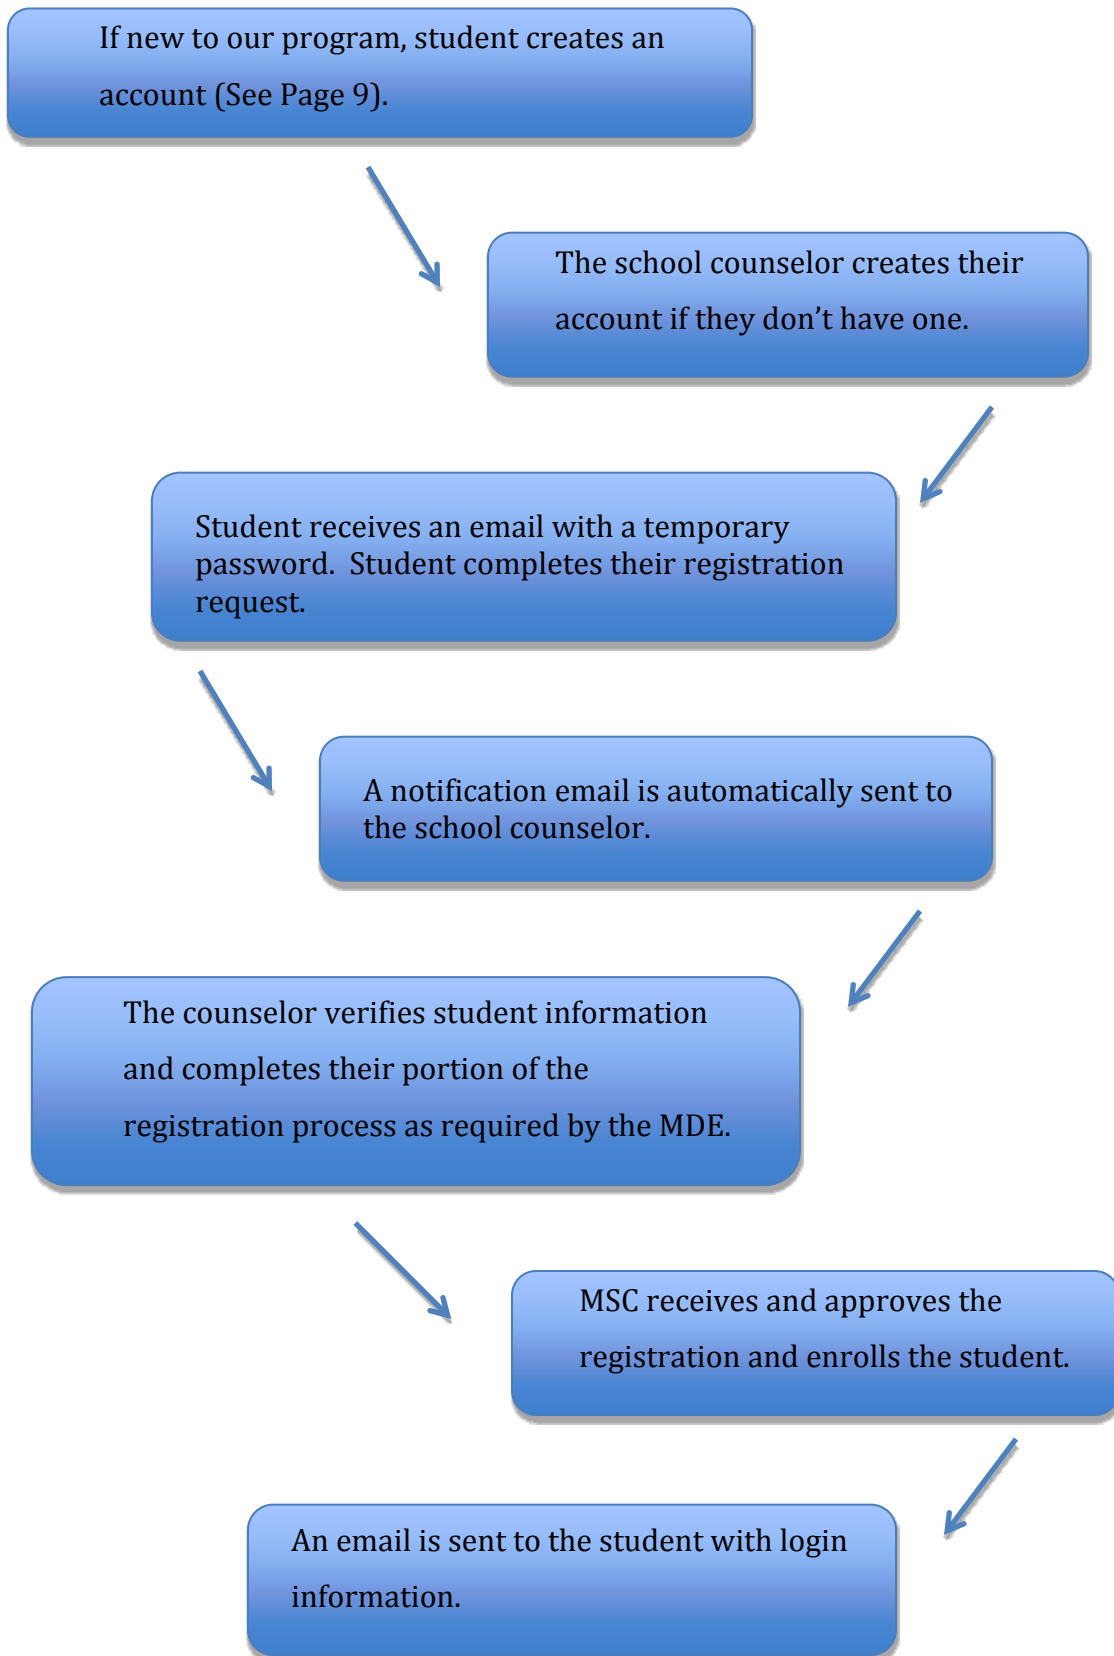 If new to our program, student creates an
account (See Page 9).
The school counselor creates their
account if they don’t have one.
Student receives an email with a temporary
password.  Student completes their registration
request.
A notification email is automatically sent to
the school counselor.
The counselor verifies student information
and completes their portion of the
registration process as required by the MDE.
MSC receives and approves the
registration and enrolls the student.
An email is sent to the student with login
information.